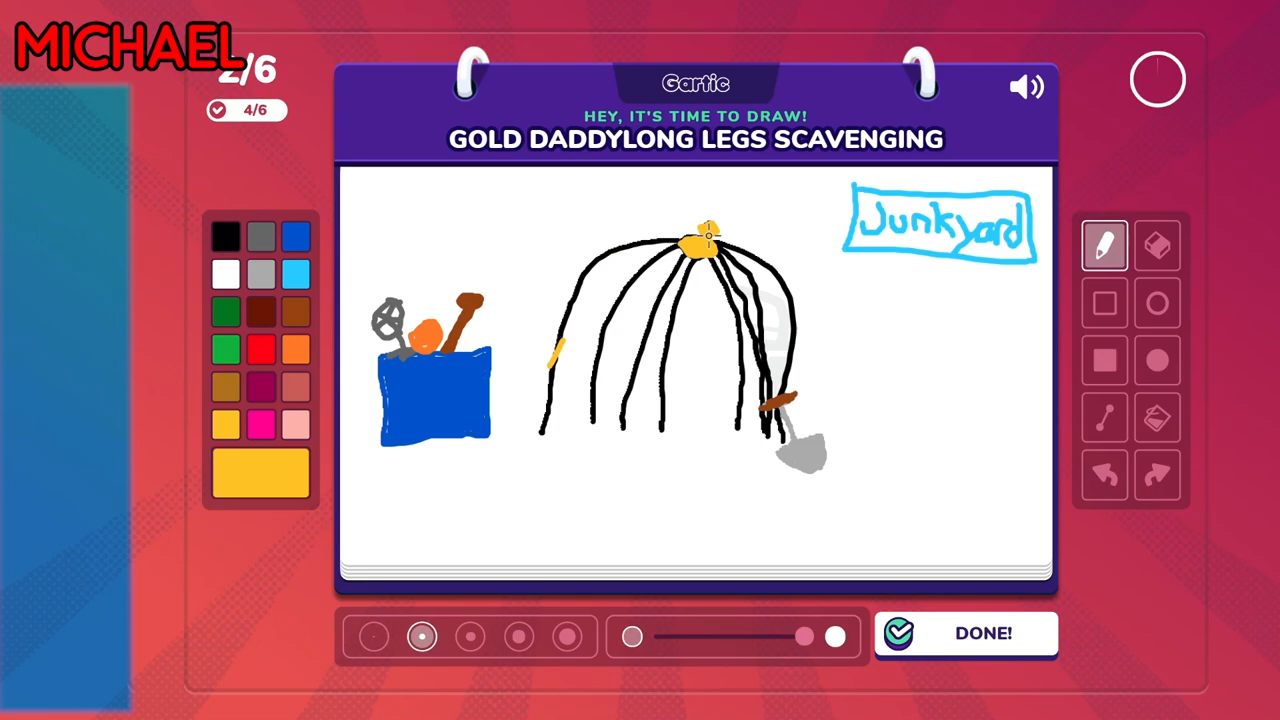 MICHAEL
2/6
4/6
Gartic
HEY, IT'S TIME TO DRAW!
GOLD DADDYLONG LEGS SCAVENGING
Junkyard
DONE!